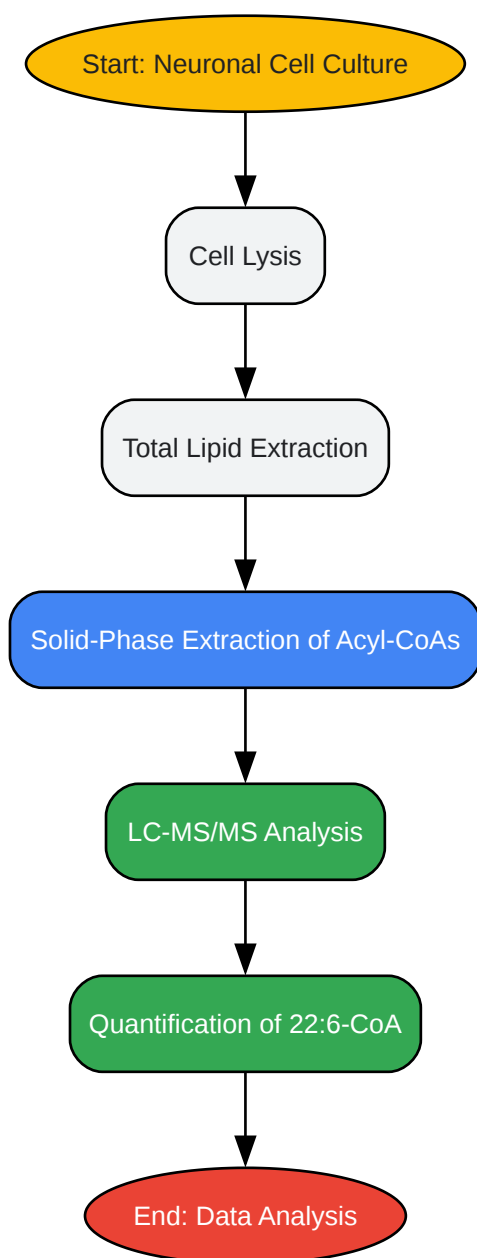 Start: Neuronal Cell Culture
Cell Lysis
Total Lipid Extraction
Solid-Phase Extraction of Acyl-CoAs
LC-MS/MS Analysis
Quantification of 22:6-CoA
End: Data Analysis